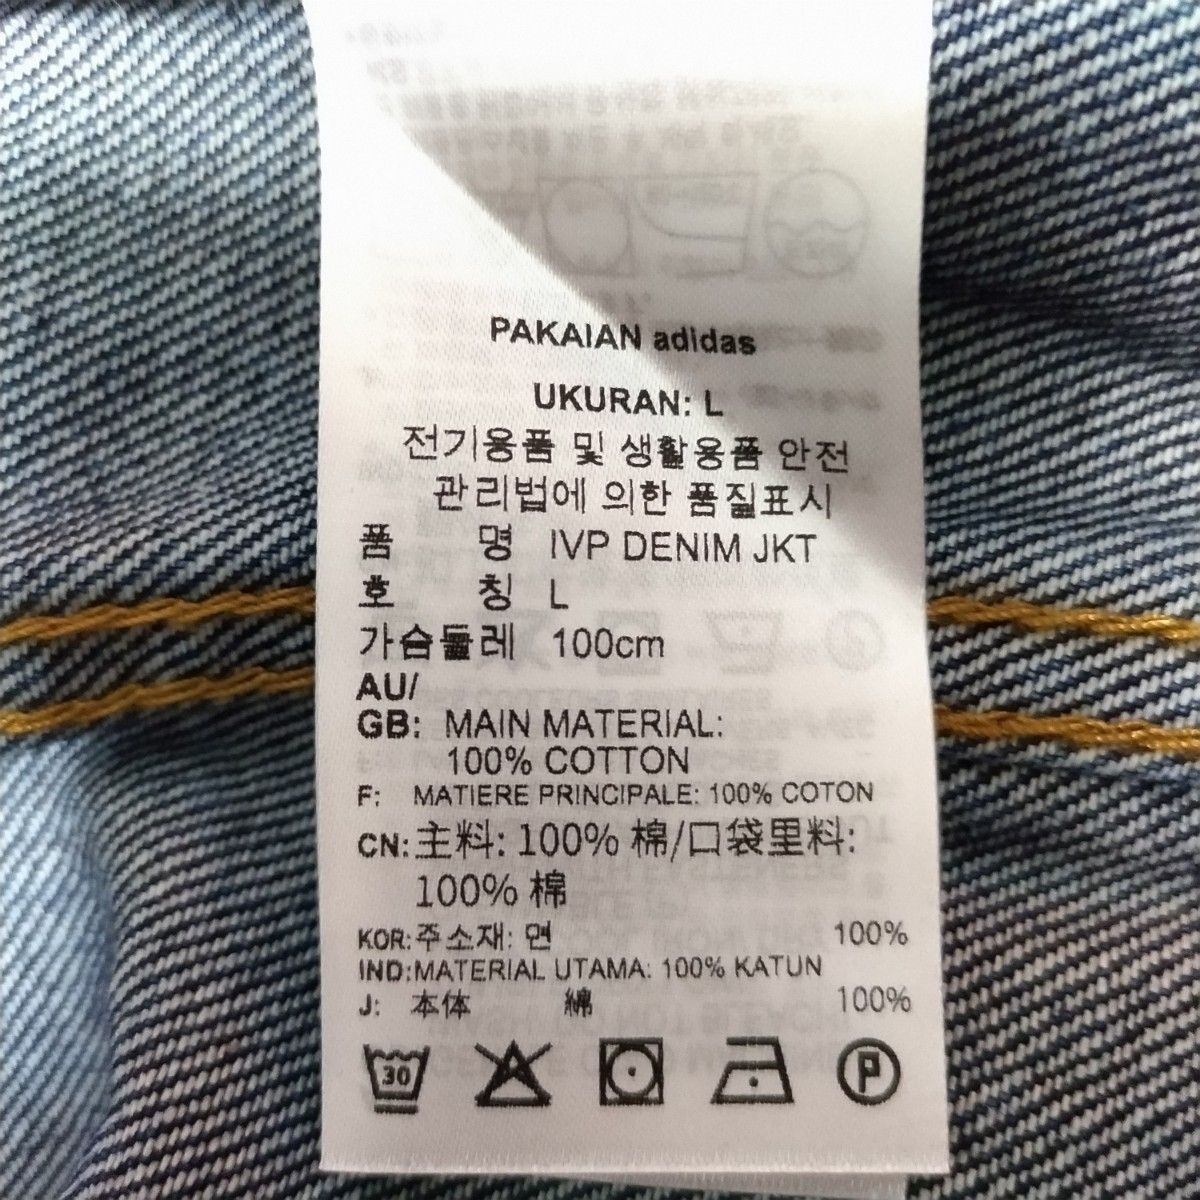 PAKAIAN adidas
UKURAN: L
전기용품 및 생활용품 안전
관리법에 의한 품질표시
품 명 IVP DENIM JKT
호 칭 L
가슴둘레 100cm
AU/
GB: MAIN MATERIAL:
100% COTTON
F: MATIERE PRINCIPALE: 100% COTON
CN: 主料: 100% 棉/口袋里料:
100% 棉
KOR: 주소재: 면 100%
IND: MATERIAL UTAMA: 100% KATUN
J: 本体 綿 100%
30 P